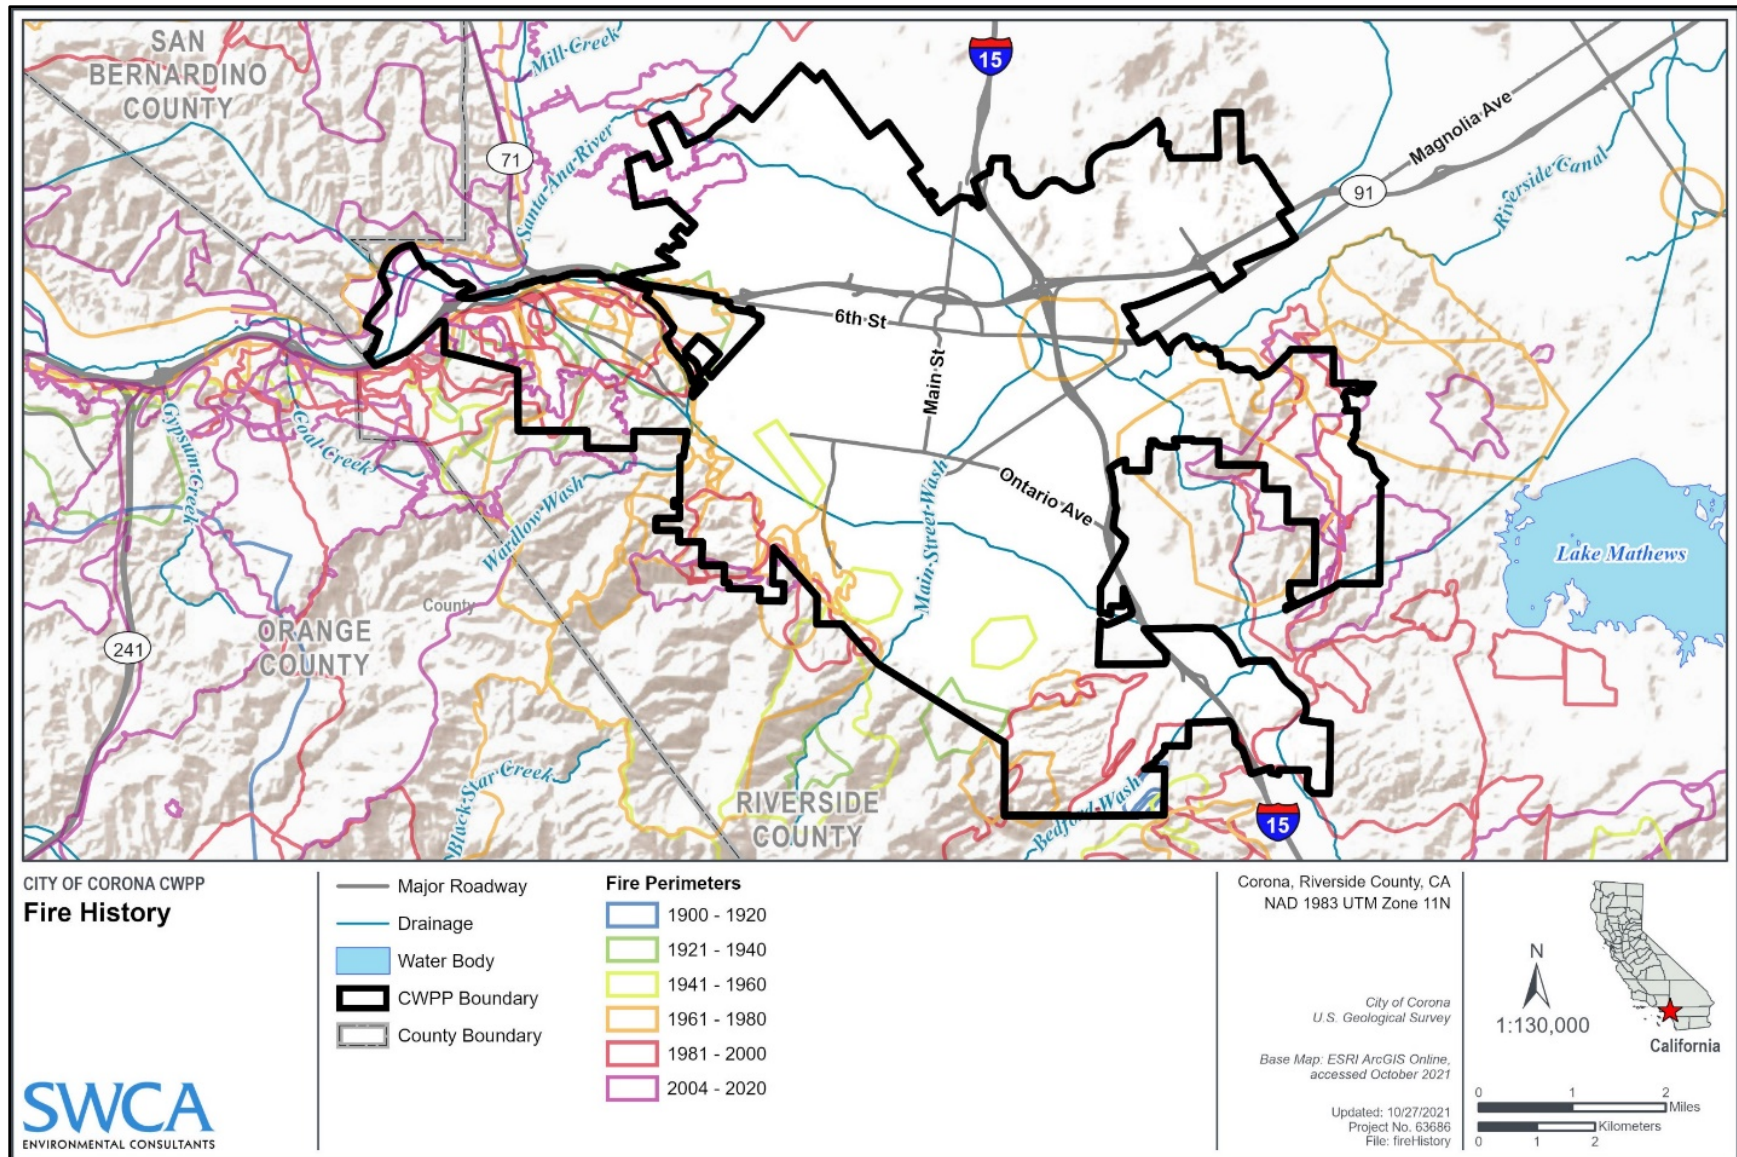 SAN
BERNARDINO
COUNTY
Mill Creek
15
71
Santa Ana River
Magnolia Ave
91
Riverside Canal
6th St
Main St
Gypsum Creek
Coal Creek
Wardlow Wash
Main Street Wash
Ontario Ave
Lake Mathews
County
ORANGE
COUNTY
241
Black Star Creek
RIVERSIDE
COUNTY
Bedford Wash
15
CITY OF CORONA CWPP
Fire History
SWCA
ENVIRONMENTAL CONSULTANTS
Major Roadway
Drainage
Water Body
CWPP Boundary
County Boundary
Fire Perimeters
1900 - 1920
1921 - 1940
1941 - 1960
1961 - 1980
1981 - 2000
2004 - 2020
Corona, Riverside County, CA
NAD 1983 UTM Zone 11N
City of Corona
U.S. Geological Survey
Base Map: ESRI ArcGIS Online,
accessed October 2021
Updated: 10/27/2021
Project No. 63686
File: fireHistory
N
1:130,000
California
0 1 2
Miles
Kilometers
0 1 2